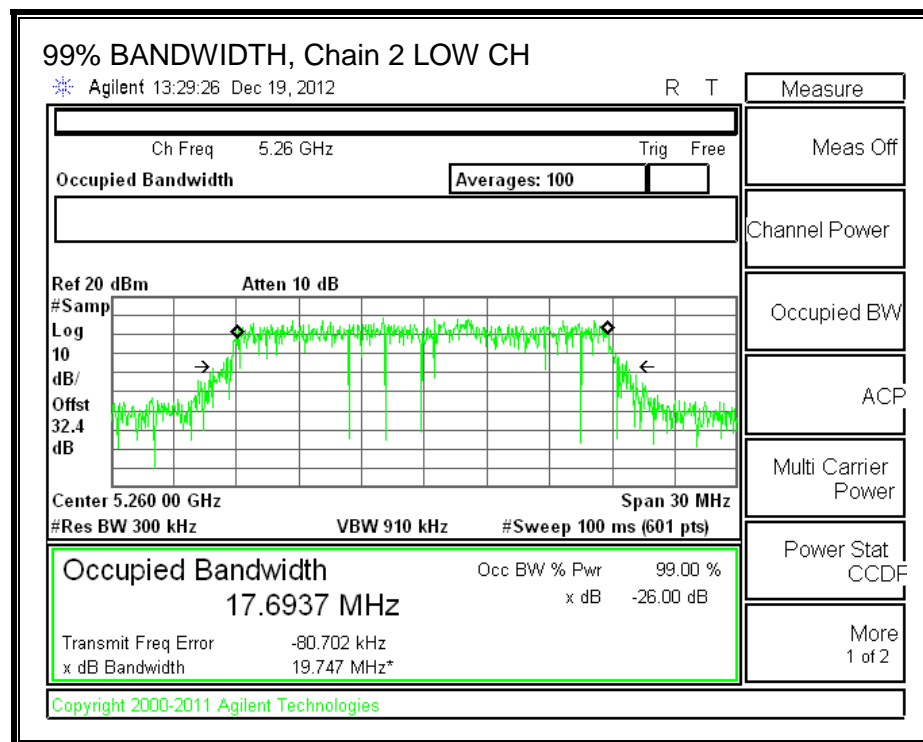 99% BANDWIDTH, Chain 2 LOW CH
Agilent 13:29:26 Dec 19, 2012 R T
Measure
Ch Freq 5.26 GHz Trig Free
Meas Off
Occupied Bandwidth Averages: 100
Channel Power
Ref 20 dBm Atten 10 dB
#Samp
Log
10
dB/
Offst
32.4
dB
Occupied BW
ACP
Multi Carrier
Power
Center 5.260 00 GHz Span 30 MHz
#Res BW 300 kHz VBW 910 kHz #Sweep 100 ms (601 pts)
Power Stat
CCDF
Occupied Bandwidth Occ BW % Pwr 99.00 %
17.6937 MHz x dB -26.00 dB
Transmit Freq Error -80.702 kHz
x dB Bandwidth 19.747 MHz*
More
1 of 2
Copyright 2000-2011 Agilent Technologies